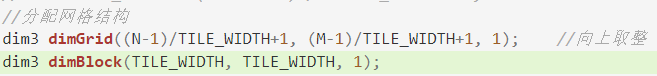 //分配网格结构
dim3 dimGrid((N-1)/TILE_WIDTH+1, (M-1)/TILE_WIDTH+1, 1);    //向上取整
dim3 dimBlock(TILE_WIDTH, TILE_WIDTH, 1);